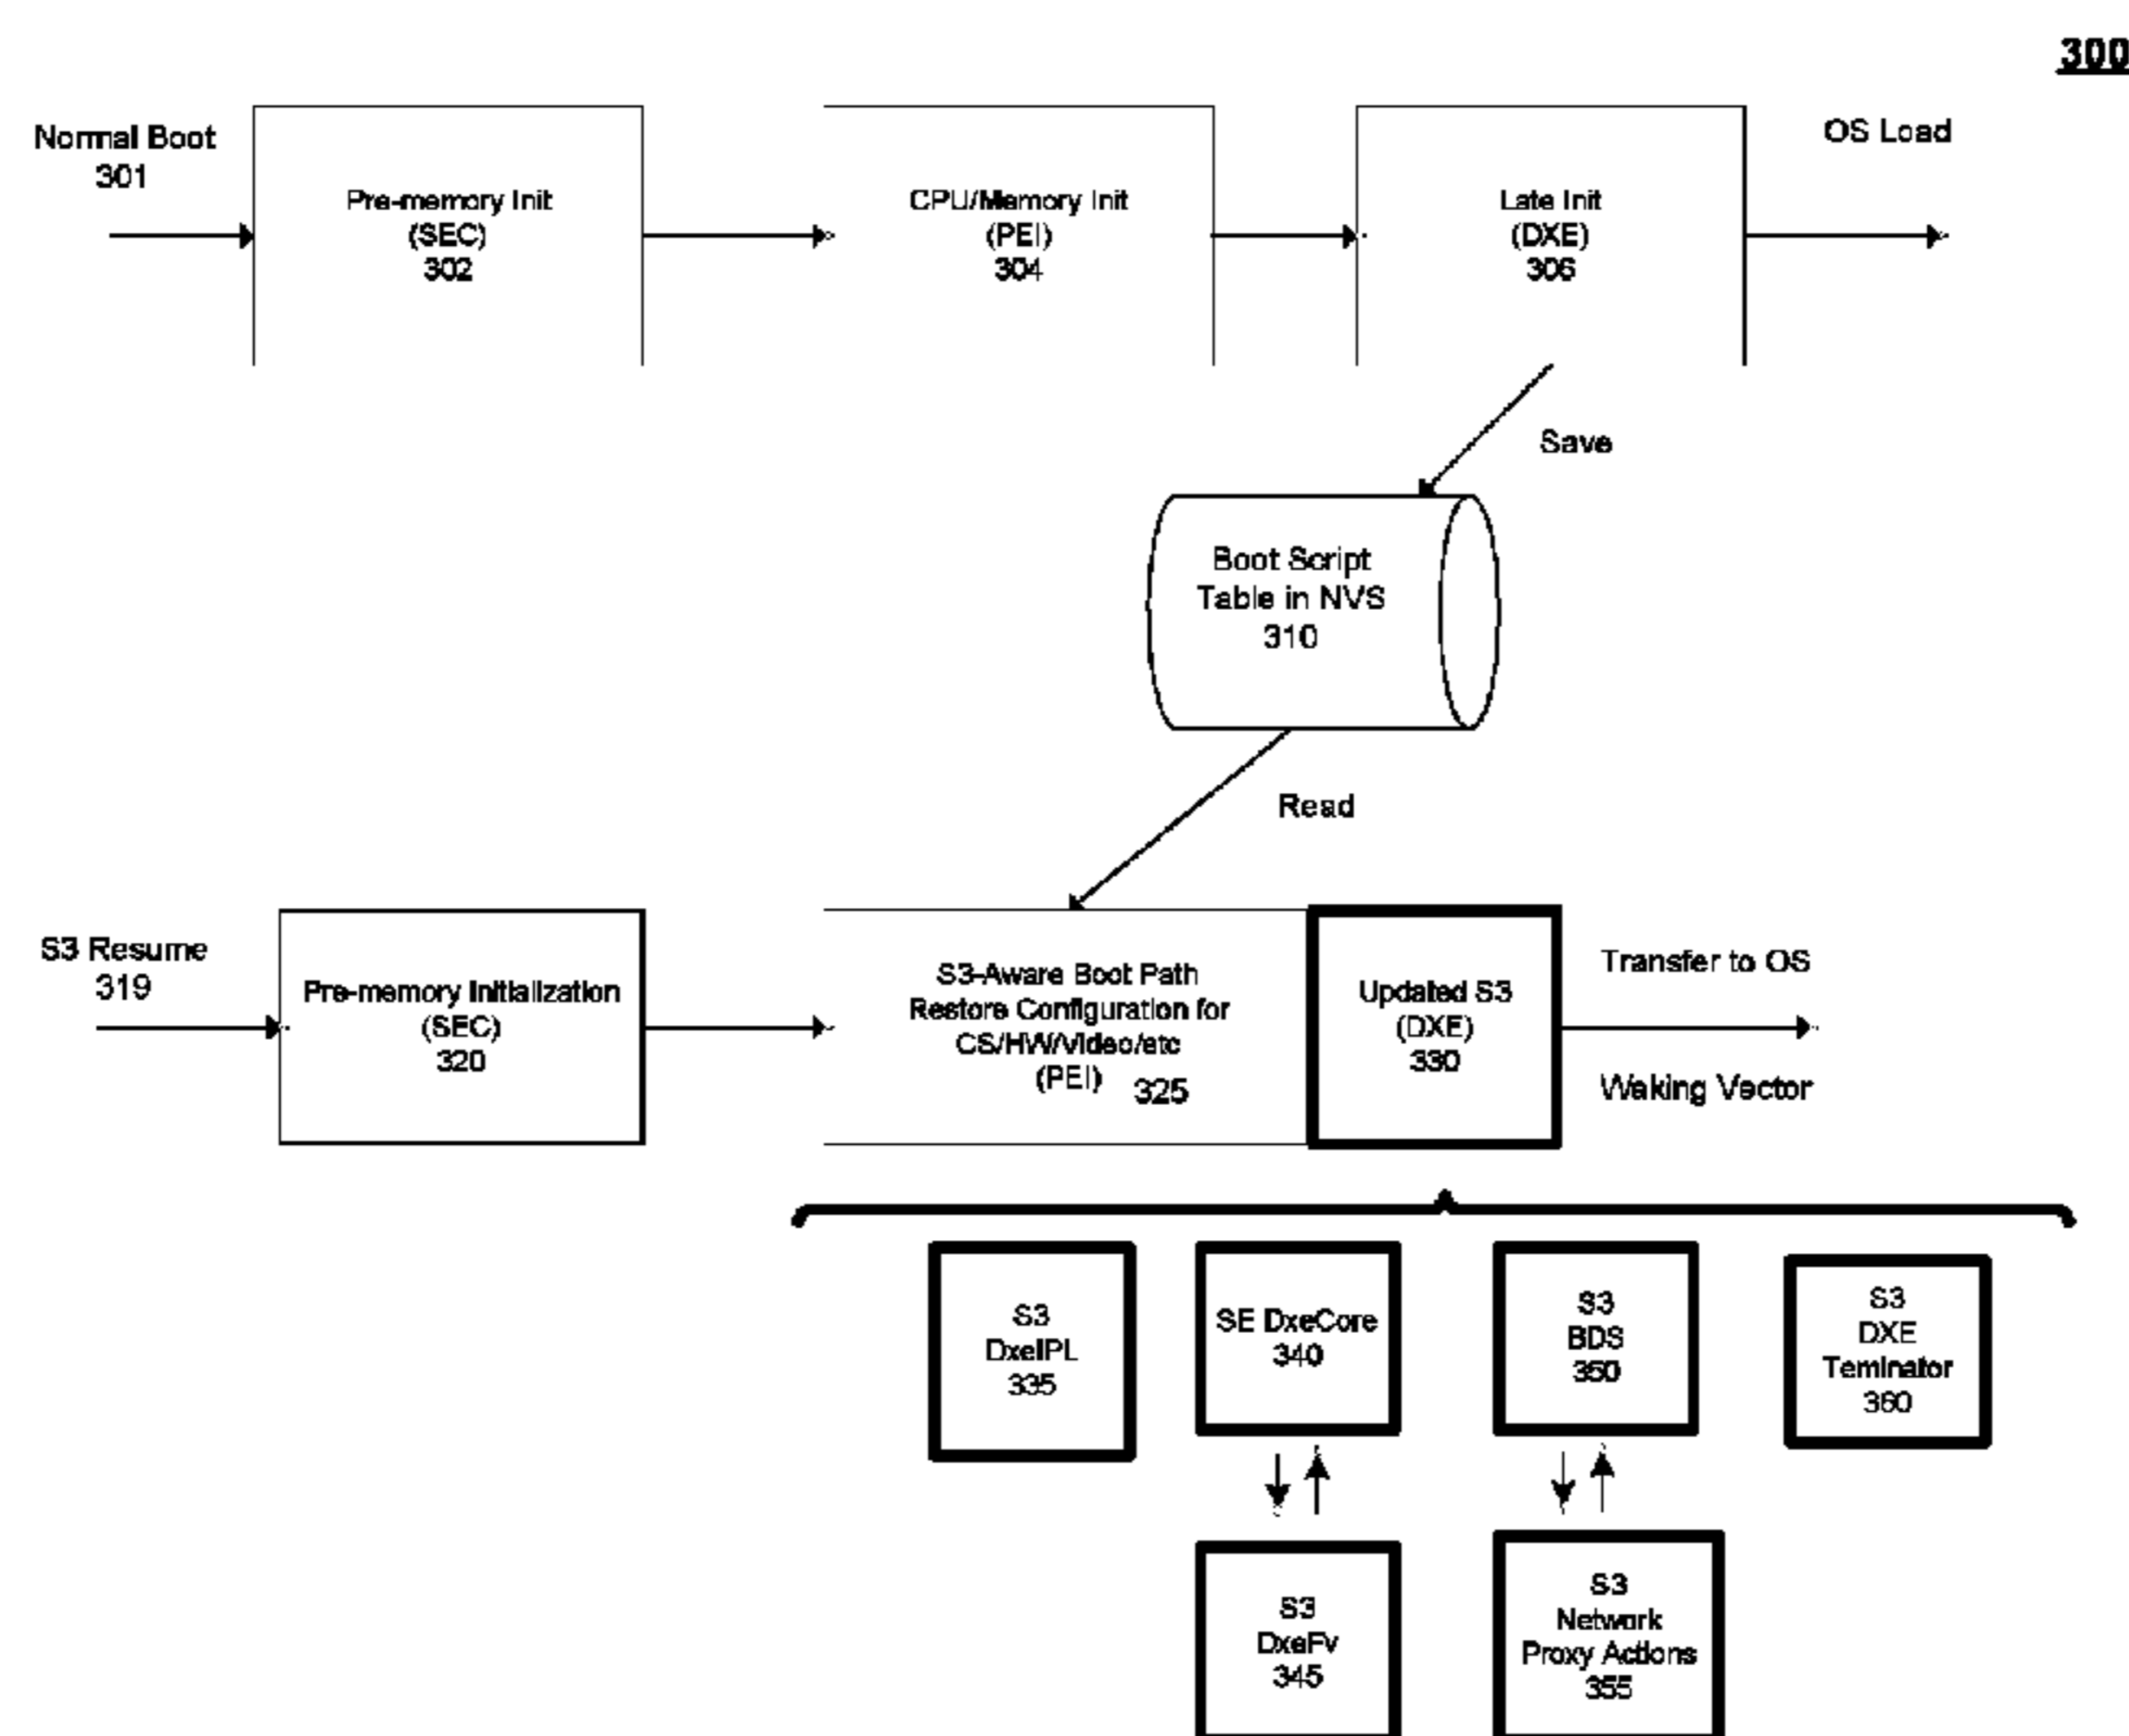 300
Normal Boot
301
Pre-memory Init
(SEC)
302
CPU/Memory Init
(PEI)
304
Late Init
(DXE)
306
OS Load
Save
Boot Script
Table in NVS
310
Read
S3 Resume
319
Pre-memory Initialization
(SEC)
320
S3-Aware Boot Path
Restore Configuration for
CS/HW/Video/etc
(PEI) 325
Updated S3
(DXE)
330
Transfer to OS
Waking Vector
S3
DxeIPL
335
SE DxeCore
340
S3
BDS
350
S3
DXE
Teminator
360
S3
DxeFv
345
S3
Network
Proxy Actions
355